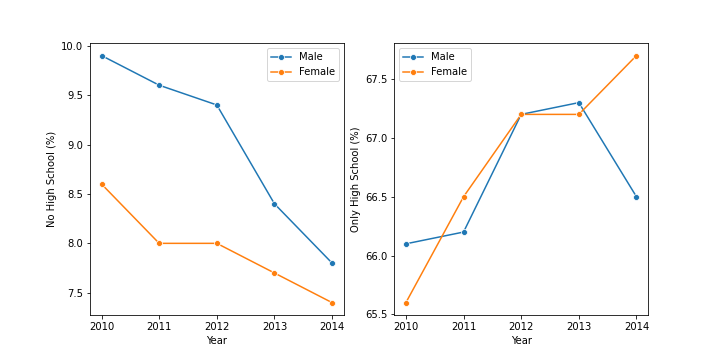 Male
Female
No High School (%)
10.0
9.5
9.0
8.5
8.0
7.5
2010 2011 2012 2013 2014
Year
Male
Female
Only High School (%)
67.5
67.0
66.5
66.0
65.5
2010 2011 2012 2013 2014
Year